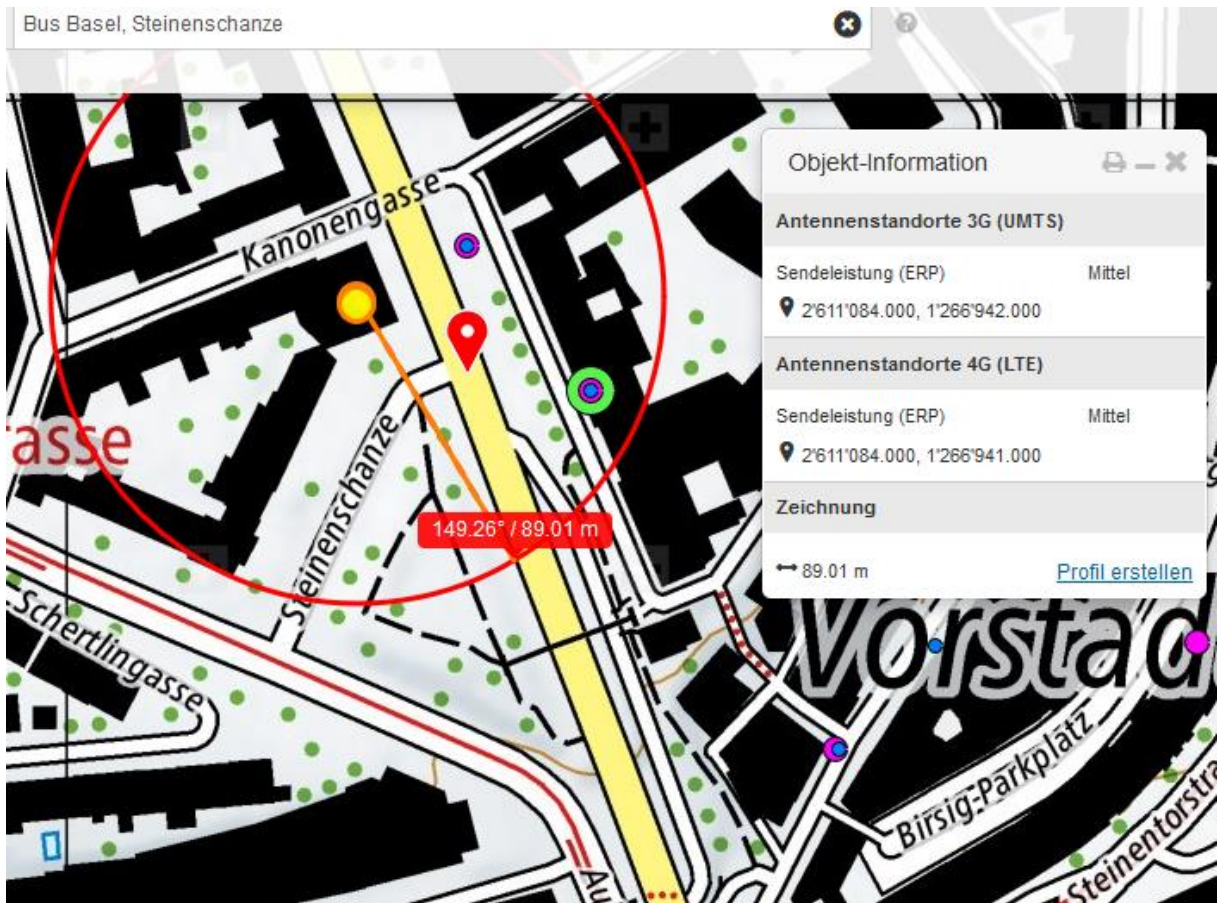 Bus Basel, Steinenschanze
Objekt-Information
Antennenstandorte 3G (UMTS)
Sendeleistung (ERP) Mittel
2'611'084.000, 1'266'942.000
Antennenstandorte 4G (LTE)
Sendeleistung (ERP) Mittel
2'611'084.000, 1'266'941.000
Zeichnung
89.01 m Profil erstellen
Kanonengasse
asse
Steinenschanze
149.26° / 89.01 m
Schertlingasse
Vorstad
Birsig-Parkplatz
Steinentorstra
Au